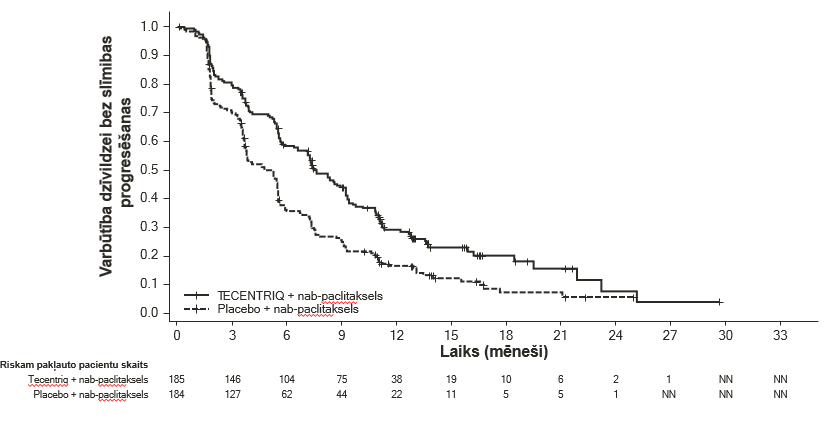 Varbūtība dzīvildzei bez slimības
progresēšanas
1.0
0.9
0.8
0.7
0.6
0.5
0.4
0.3
0.2
0.1
0.0
TECENTRIQ + nab-paclitaksels
Placebo + nab-paclitaksels
0 3 6 9 12 15 18 21 24 27 30 33
Laiks (mēneši)
Riskam pakļauto pacientu skaits
Tecentriq + nab-paclitaksels 185 146 104 75 38 19 10 6 2 1 NN NN
Placebo + nab-paclitaksels 184 127 62 44 22 11 5 5 1 NN NN NN